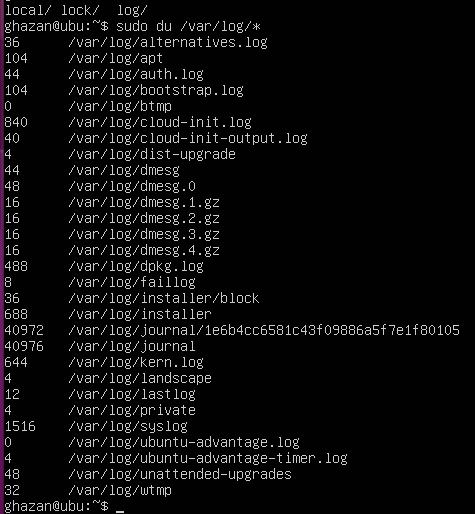 local/ lock/  log/
ghazan@ubu:~$ sudo du /var/log/*
36      /var/log/alternatives.log
104     /var/log/apt
44      /var/log/auth.log
104     /var/log/bootstrap.log
0       /var/log/btmp
840     /var/log/cloud-init.log
40      /var/log/cloud-init-output.log
4       /var/log/dist-upgrade
44      /var/log/dmesg
48      /var/log/dmesg.0
16      /var/log/dmesg.1.gz
16      /var/log/dmesg.2.gz
16      /var/log/dmesg.3.gz
16      /var/log/dmesg.4.gz
488     /var/log/dpkg.log
8       /var/log/faillog
36      /var/log/installer/block
688     /var/log/installer
40972   /var/log/journal/1e6b4cc6581c43f09886a5f7e1f80105
40976   /var/log/journal
644     /var/log/kern.log
4       /var/log/landscape
12      /var/log/lastlog
4       /var/log/private
1516    /var/log/syslog
0       /var/log/ubuntu-advantage.log
4       /var/log/ubuntu-advantage-timer.log
48      /var/log/unattended-upgrades
32      /var/log/wtmp
ghazan@ubu:~$ _